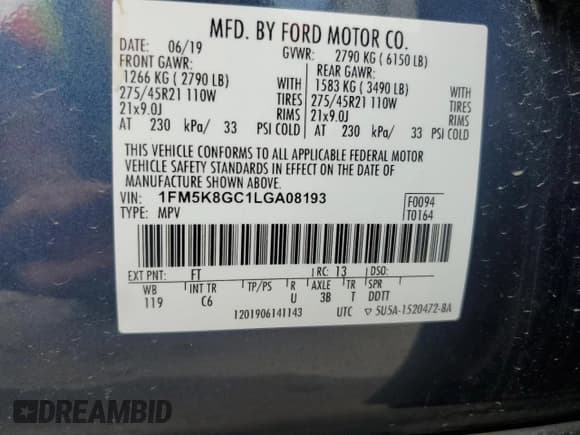 MFD. BY FORD MOTOR CO.
DATE: 06/19 GVWR: 2790 KG ( 6150 LB)
FRONT GAWR: REAR GAWR:
1266 KG ( 2790 LB) WITH 1583 KG ( 3490 LB) WITH
275/45R21 110W TIRES 275/45R21 110W TIRES
21x9.0J RIMS 21x9.0J RIMS
AT 230 kPa/ 33 PSI COLD AT 230 kPa/ 33 PSI COLD
THIS VEHICLE CONFORMS TO ALL APPLICABLE FEDERAL MOTOR
VEHICLE SAFETY STANDARDS IN EFFECT ON THE DATE OF
MANUFACTURE SHOWN ABOVE.
VIN: 1FM5K8GC1LGA08193 F0094
TYPE: MPV T0164
EXT PNT: FT RC: 13 DSO:
WB INT TR TP/PS R AXLE TR SPR
119 C6 U 3B T DDTT
1201906141143 UTC ▽ 5U5A-1520472-BA
DREAMBID